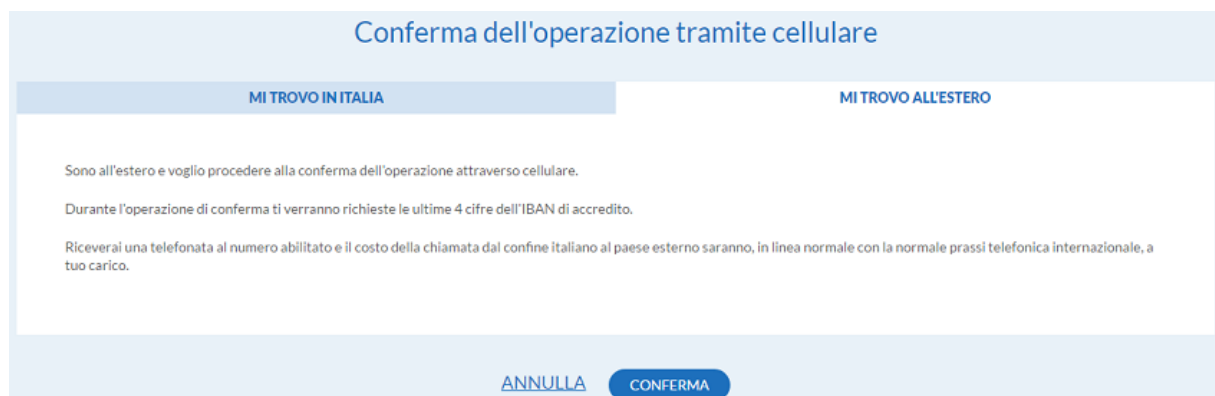 Conferma dell'operazione tramite cellulare
MI TROVO IN ITALIA
MI TROVO ALL'ESTERO
Sono all'estero e voglio procedere alla conferma dell'operazione attraverso cellulare.
Durante l'operazione di conferma ti verranno richieste le ultime 4 cifre dell'IBAN di accredito.
Riceverai una telefonata al numero abilitato e il costo della chiamata dal confine italiano al paese esterno saranno, in linea normale con la normale prassi telefonica internazionale, a
tuo carico.
ANNULLA
CONFERMA